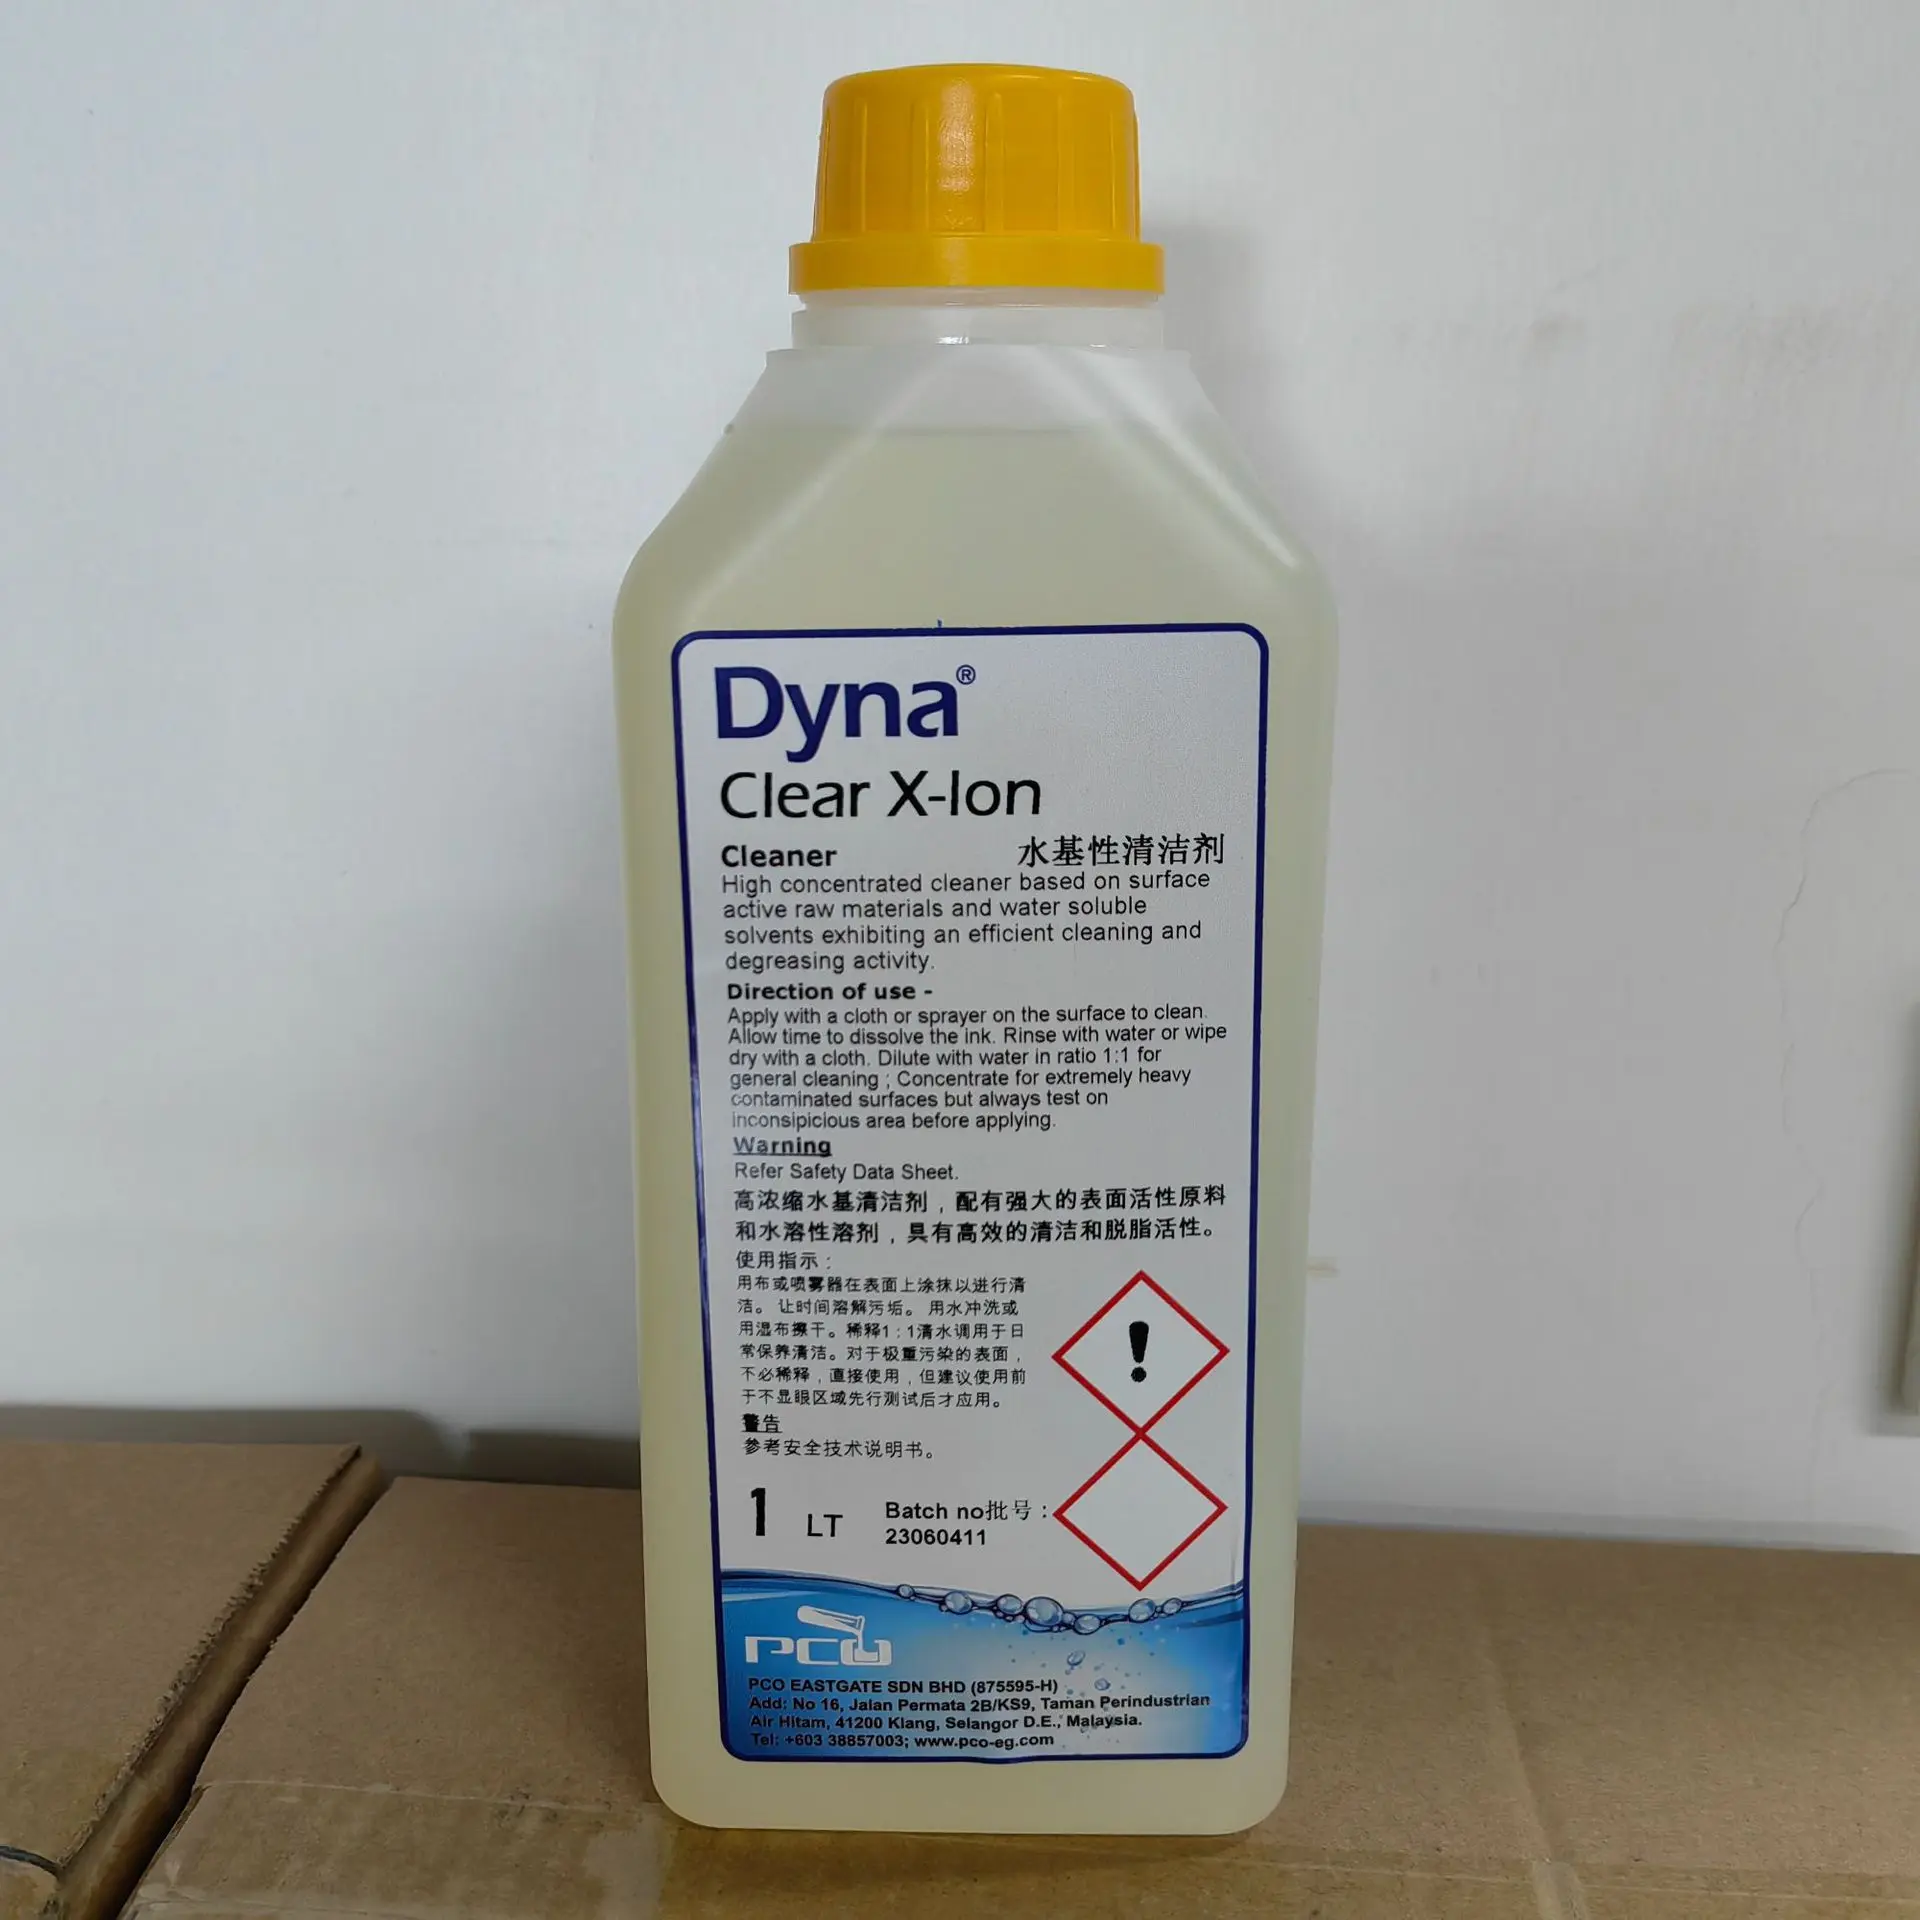 Dyna®
Clear X-Ion
Cleaner 水基性清洁剂
High concentrated cleaner based on surface
active raw materials and water soluble
solvents exhibiting an efficient cleaning and
degreasing activity.
Direction of use -
Apply with a cloth or sprayer on the surface to clean.
Allow time to dissolve the ink. Rinse with water or wipe
dry with a cloth. Dilute with water in ratio 1:1 for
general cleaning ; Concentrate for extremely heavy
contaminated surfaces but always test on
inconsipicious area before applying.
Warning
Refer Safety Data Sheet.
高浓缩水基清洁剂，配有强大的表面活性原料
和水溶性溶剂，具有高效的清洁和脱脂活性。
使用指示：
用布或喷雾器在表面上涂抹以进行清
洁。 让时间溶解污垢。 用水冲洗或
用湿布擦干。稀释1：1清水调用于日
常保养清洁。对于极重污染的表面，
不必稀释，直接使用，但建议使用前
于不显眼区域先行测试后才应用。
警告
参考安全技术说明书。
1 LT
Batch no批号：
23060411
PCO
PCO EASTGATE SDN BHD (875595-H)
Add: No 16, Jalan Permata 2B/KS9, Taman Perindustrian
Air Hitam, 41200 Klang, Selangor D.E., Malaysia.
Tel: +603 38857003; www.pco-eg.com